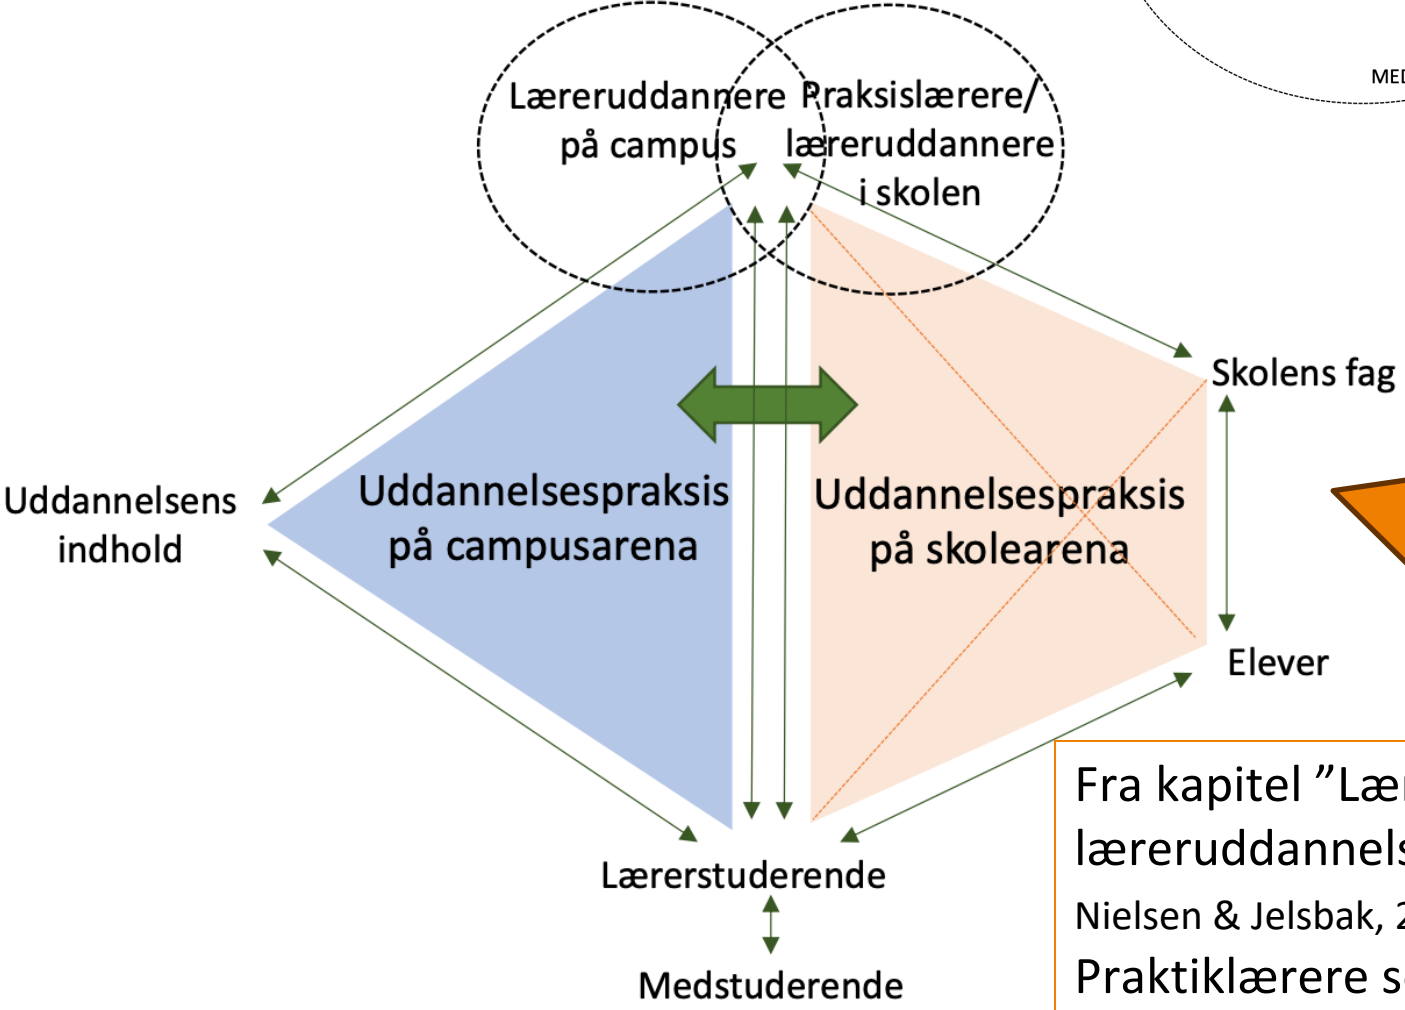 Læreruddannere
på campus
Praksislærere/
læreruddannere
i skolen
Skolens fag
Uddannelsens
indhold
Uddannelsespraksis
på campusarena
Uddannelsespraksis
på skolearena
Elever
Lærerstuderende
Medstuderende
Fra kapitel ”
Nielsen & Jelsbak,
Praktiklærere